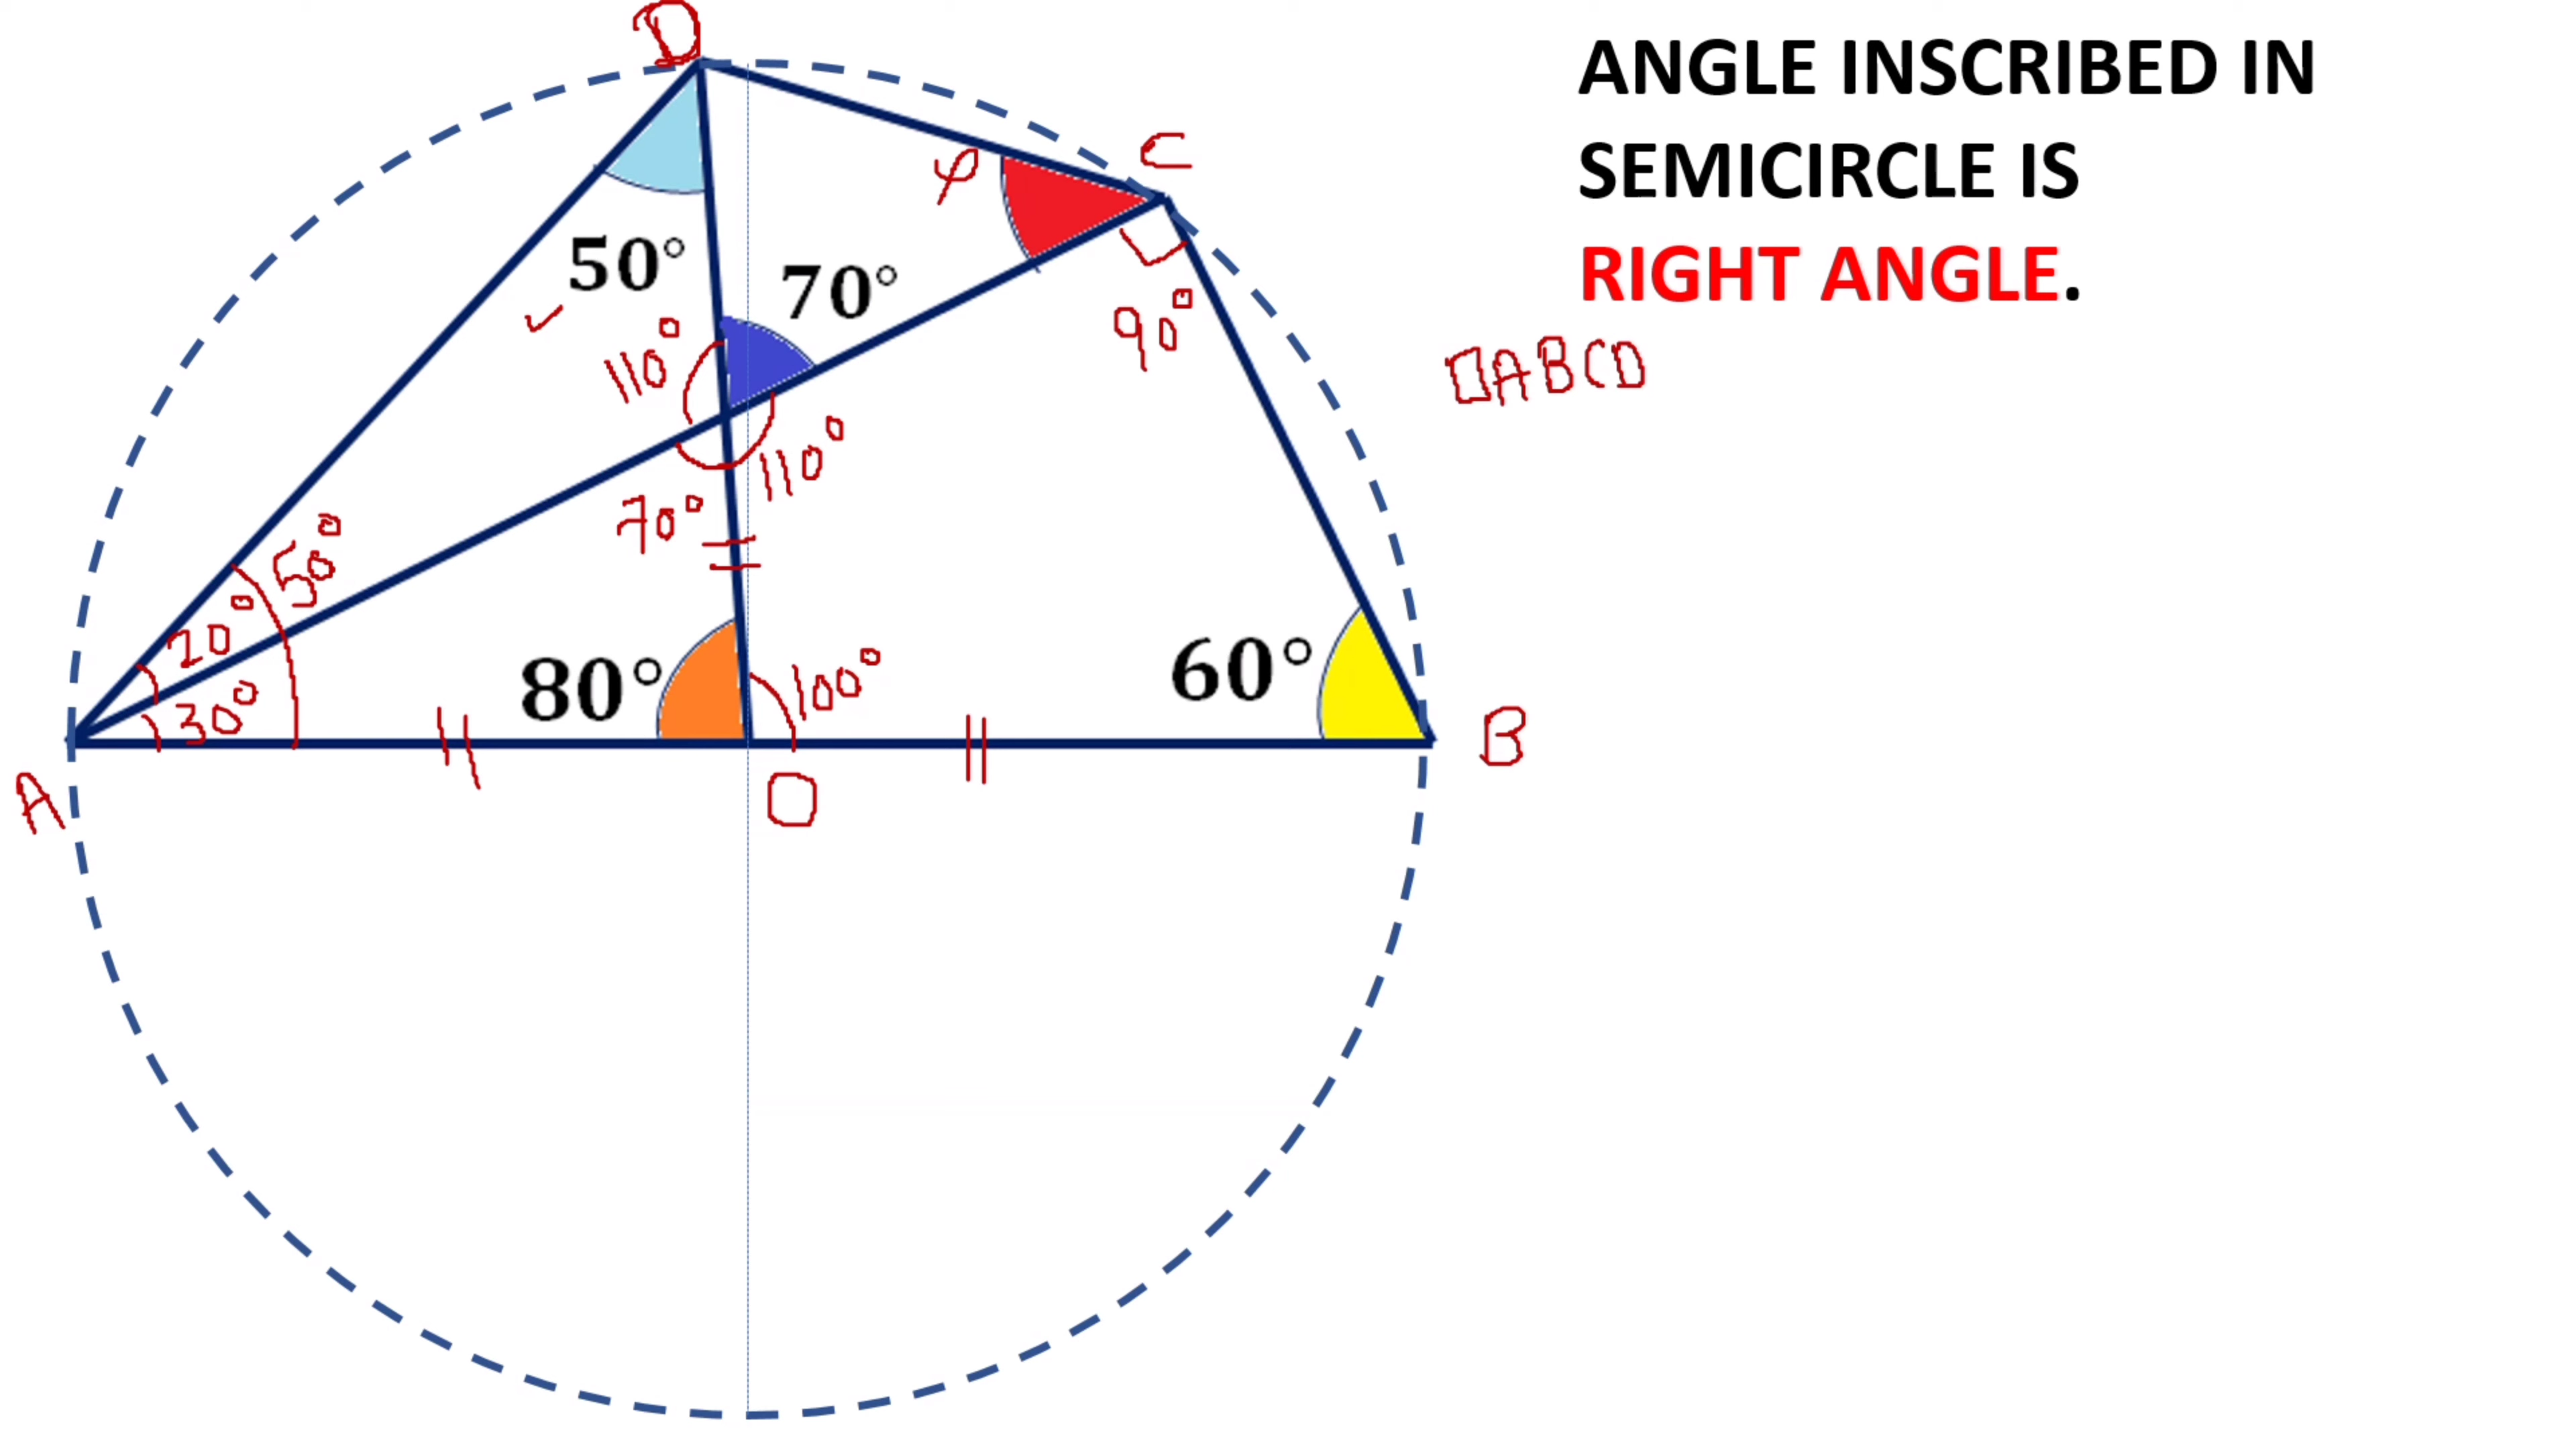 ANGLE INSCRIBED IN
SEMICIRCLE IS
RIGHT ANGLE.
□ABCD
D
C
φ
50°
70°
110°
90°
110°
70°
50°
20°
30°
80°
100°
60°
A
O
B